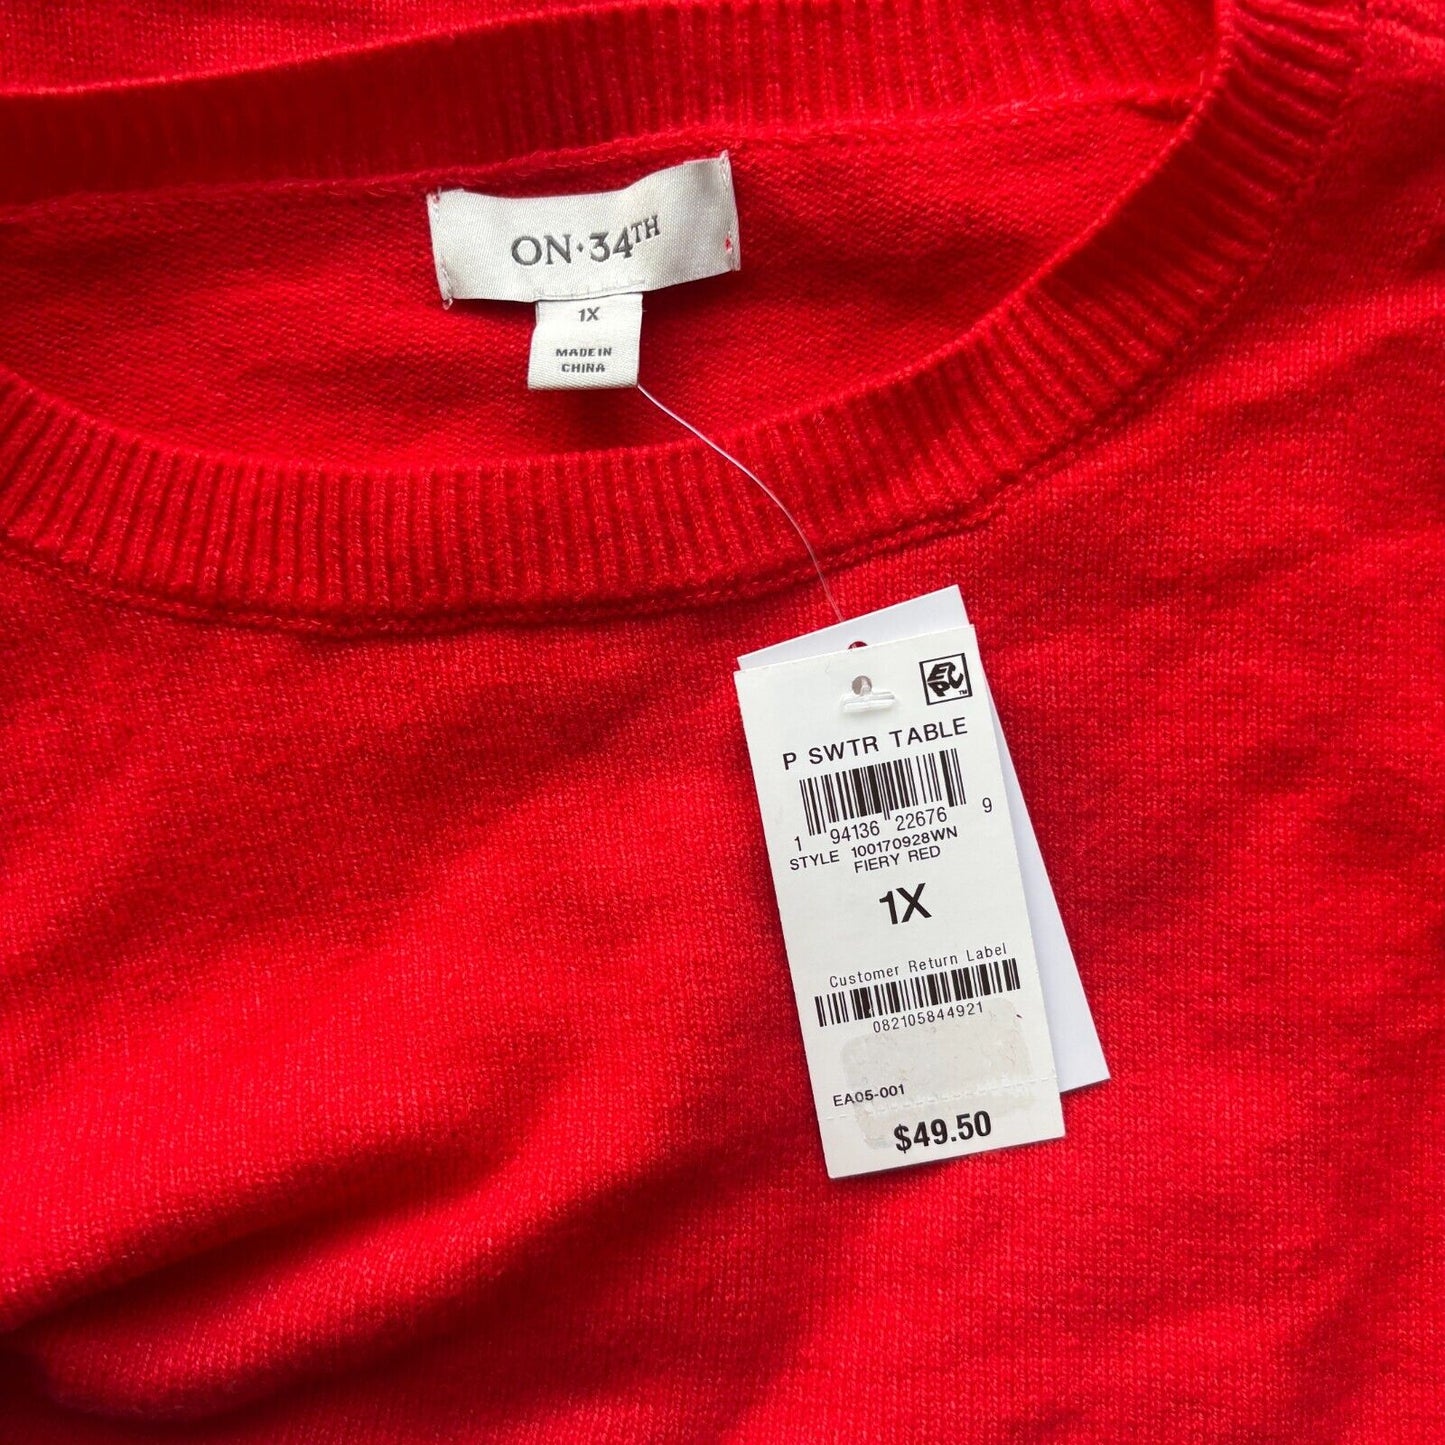 ON·34TH
1X
MADE IN
CHINA
EPC™
P SWTR TABLE
1 94136 22676 9
STYLE 100170928WN
FIERY RED
1X
Customer Return Label
082105844921
EA05-001
$49.50